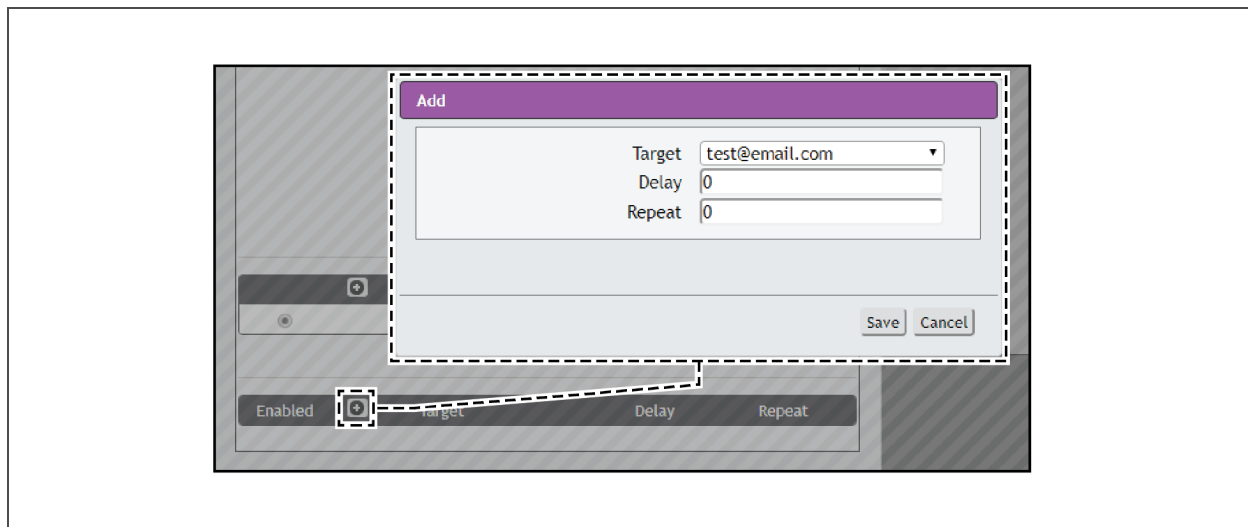 Add
Target test@email.com
Delay 0
Repeat 0
Save Cancel
Enabled Target Delay Repeat